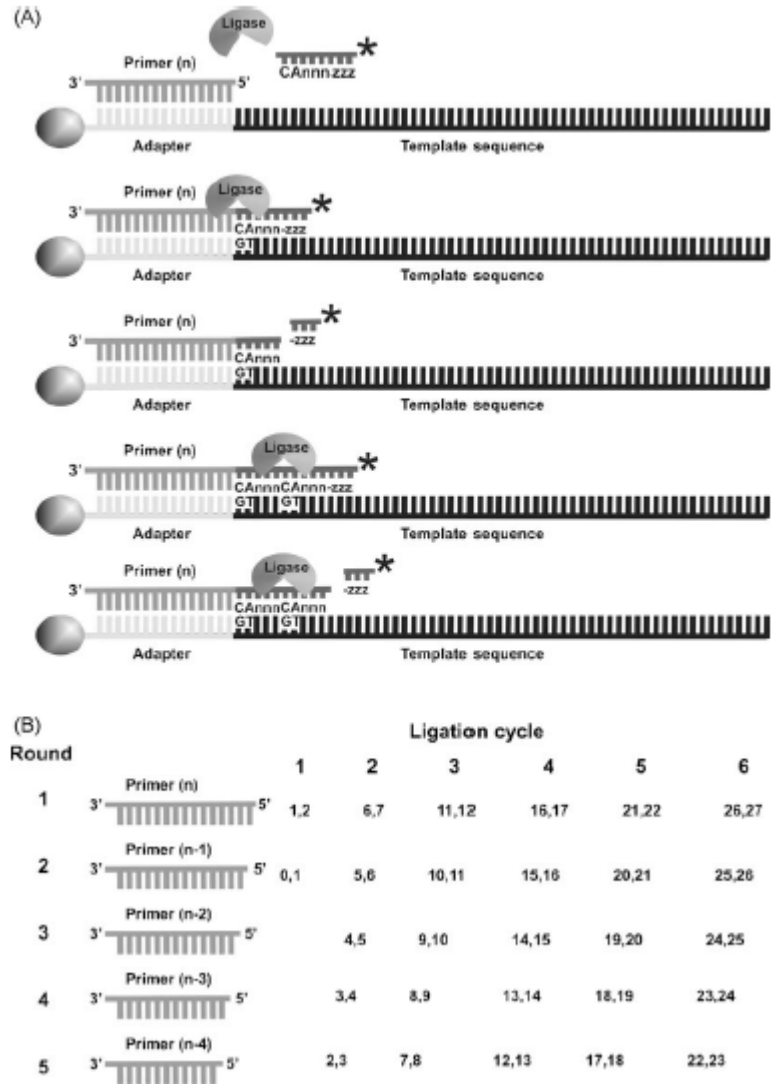 (A)
Ligase
*
Primer (n)
CAnnn-zzz
3' 5'
Adapter Template sequence
Primer (n) Ligase
*
3'
CAnnn-zzz
GT
Adapter Template sequence
Primer (n)
*
-zzz
3'
CAnnn
GT
Adapter Template sequence
Ligase
Primer (n)
*
3'
CAnnnCAnnn-zzz
GT GT
Adapter Template sequence
Ligase
Primer (n)
*
-zzz
3'
CAnnnCAnnn
GT GT
Adapter Template sequence
(B)
Ligation cycle
Round
1 2 3 4 5 6
Primer (n)
1 3' 5' 1,2 6,7 11,12 16,17 21,22 26,27
Primer (n-1)
2 3' 5' 0,1 5,6 10,11 15,16 20,21 25,26
Primer (n-2)
3 3' 5' 4,5 9,10 14,15 19,20 24,25
Primer (n-3)
4 3' 5' 3,4 8,9 13,14 18,19 23,24
Primer (n-4)
5 3' 5' 2,3 7,8 12,13 17,18 22,23